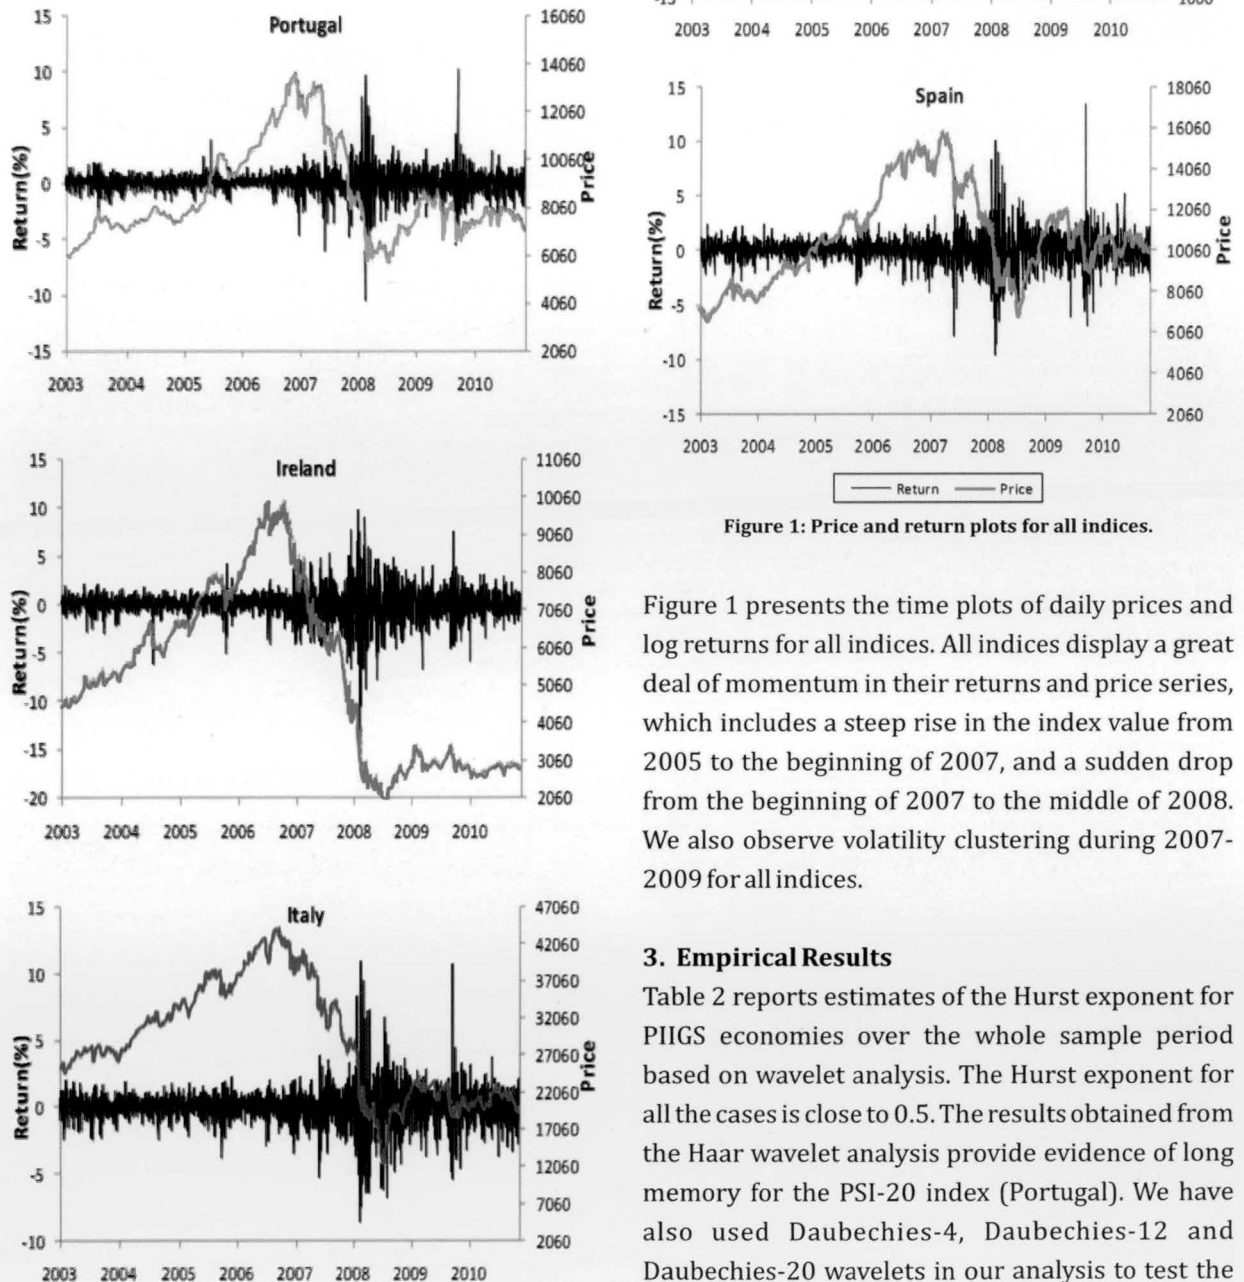 Portugal
15
10
5
0
-5
-10
-15
Return(%)
16060
14060
12060
10060
8060
6060
4060
2060
Price
2003 2004 2005 2006 2007 2008 2009 2010
Ireland
15
10
5
0
-5
-10
-15
-20
Return(%)
11060
10060
9060
8060
7060
6060
5060
4060
3060
2060
Price
2003 2004 2005 2006 2007 2008 2009 2010
Italy
15
10
5
0
-5
-10
Return(%)
47060
42060
37060
32060
27060
22060
17060
12060
7060
2060
Price
2003 2004 2005 2006 2007 2008 2009 2010
2003 2004 2005 2006 2007 2008 2009 2010
Spain
15
10
5
0
-5
-10
-15
Return(%)
18060
16060
14060
12060
10060
8060
6060
4060
2060
Price
2003 2004 2005 2006 2007 2008 2009 2010
Return Price
Figure 1: Price and return plots for all indices.
Figure 1 presents the time plots of daily prices and
log returns for all indices. All indices display a great
deal of momentum in their returns and price series,
which includes a steep rise in the index value from
2005 to the beginning of 2007, and a sudden drop
from the beginning of 2007 to the middle of 2008.
We also observe volatility clustering during 2007-
2009 for all indices.
3. Empirical Results
Table 2 reports estimates of the Hurst exponent for
PIIGS economies over the whole sample period
based on wavelet analysis. The Hurst exponent for
all the cases is close to 0.5. The results obtained from
the Haar wavelet analysis provide evidence of long
memory for the PSI-20 index (Portugal). We have
also used Daubechies-4, Daubechies-12 and
Daubechies-20 wavelets in our analysis to test the